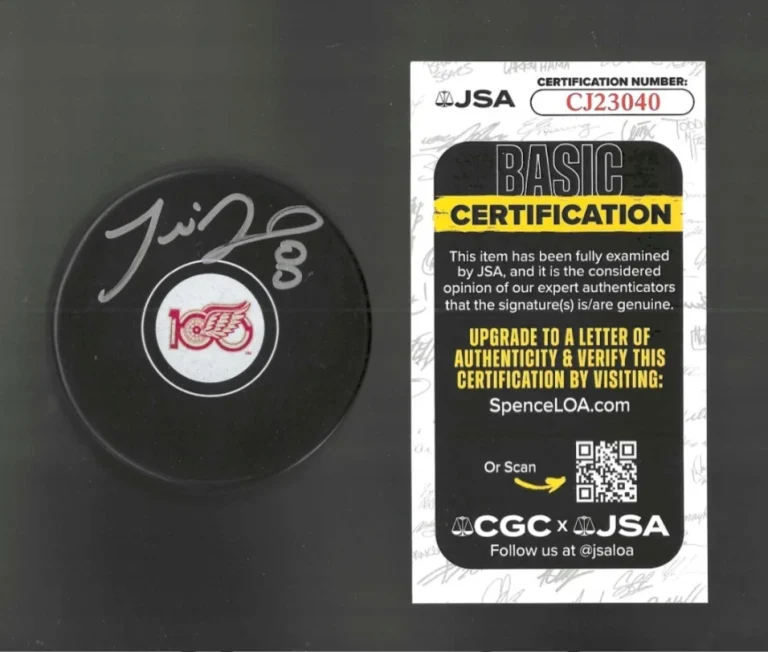 100
8
JSA
CERTIFICATION NUMBER:
CJ23040
BASIC
CERTIFICATION
This item has been fully examined
by JSA, and it is the considered
opinion of our expert authenticators
that the signature(s) is/are genuine.
UPGRADE TO A LETTER OF
AUTHENTICITY & VERIFY THIS
CERTIFICATION BY VISITING:
SpenceLOA.com
Or Scan
CGC x JSA
Follow us at @jsaloa